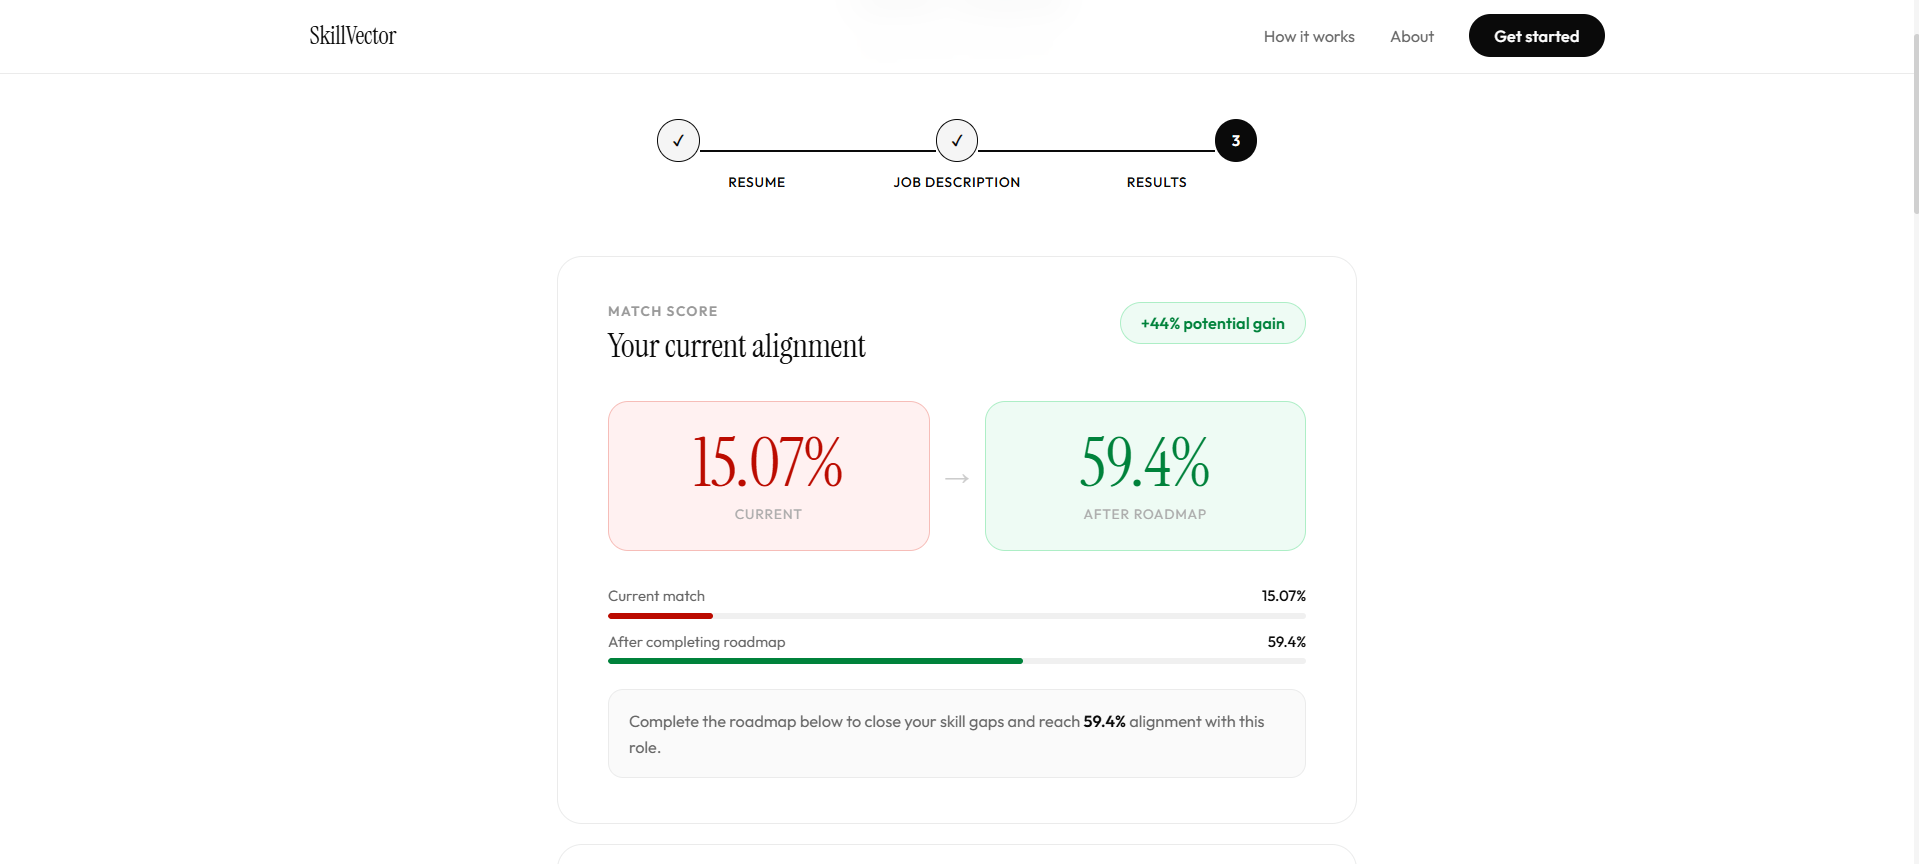 SkillVector
How it works
About
Get started
✓
✓
3
RESUME
JOB DESCRIPTION
RESULTS
MATCH SCORE
Your current alignment
+44% potential gain
15.07%
CURRENT
→
59.4%
AFTER ROADMAP
Current match
15.07%
After completing roadmap
59.4%
Complete the roadmap below to close your skill gaps and reach 59.4% alignment with this
role.